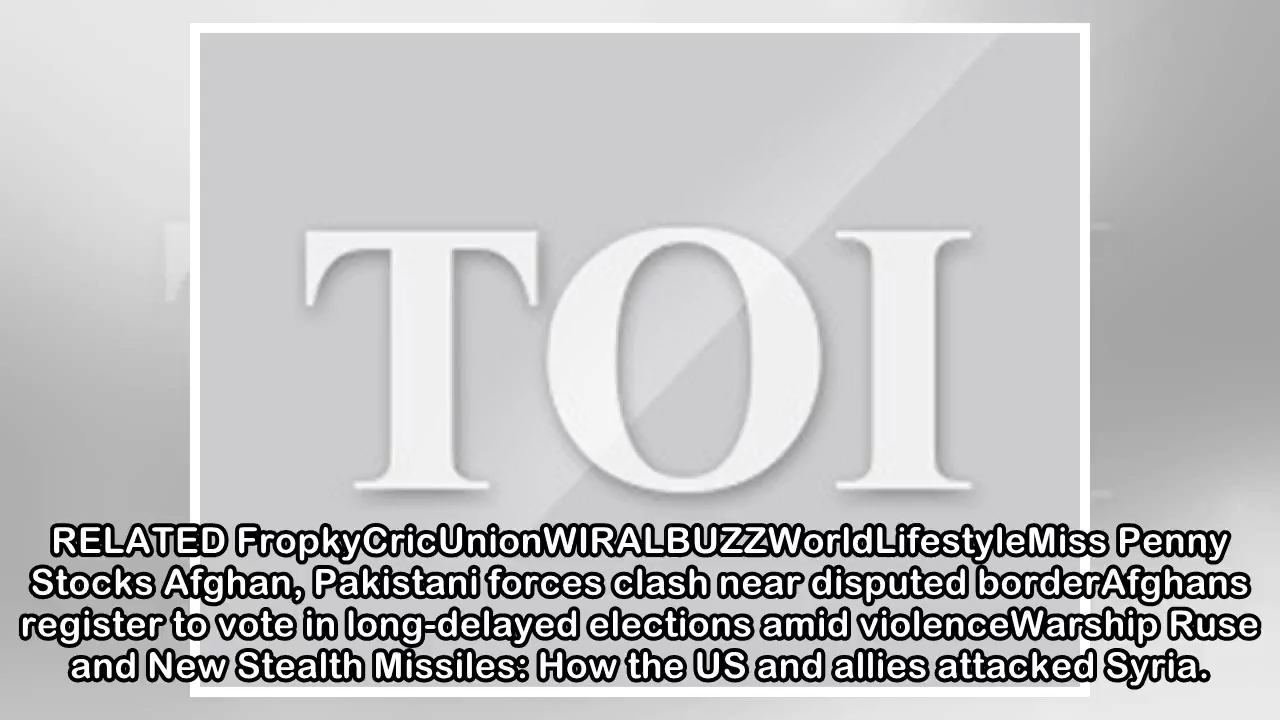 TOI
RELATED FropkyCricUnionWIRALBUZZWorldLifestyleMiss Penny
Stocks Afghan, Pakistani forces clash near disputed borderAfghans
register to vote in long-delayed elections amid violenceWarship Ruse
and New Stealth Missiles: How the US and allies attacked Syria.